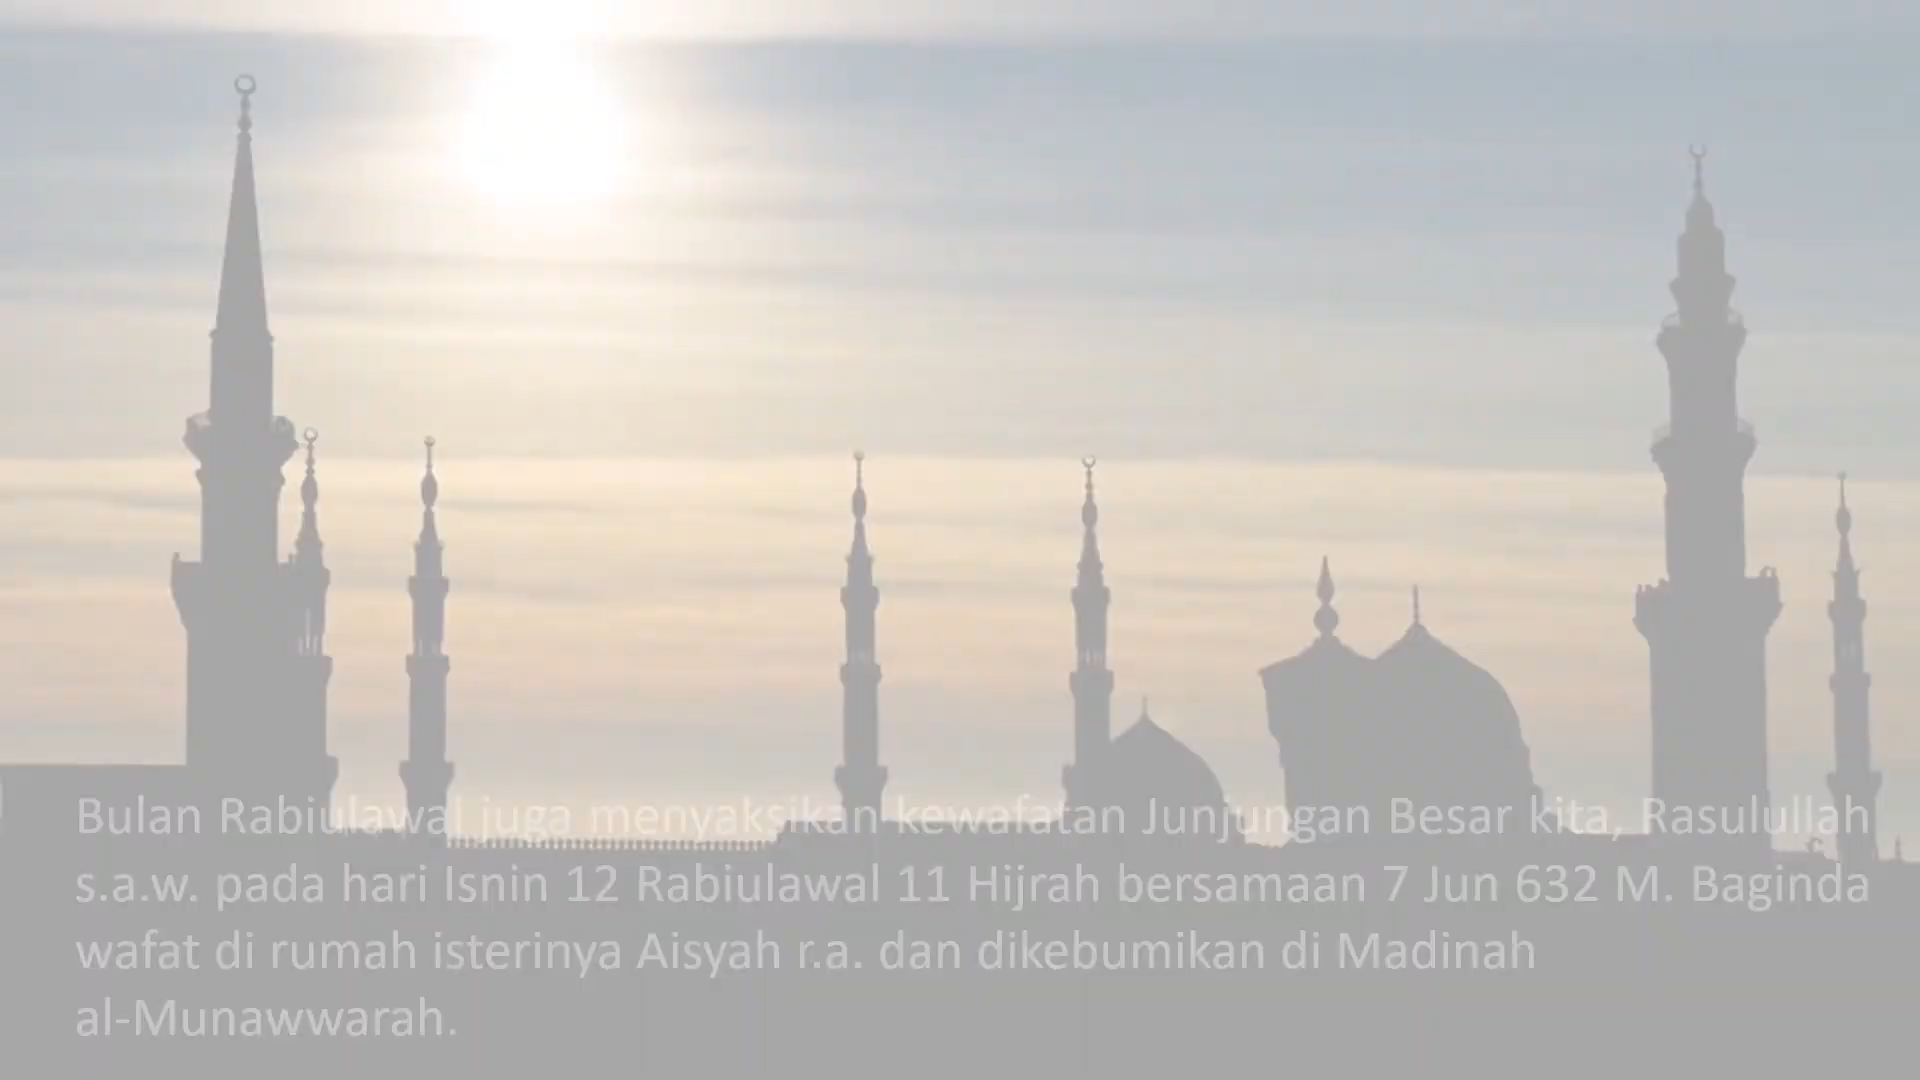 Bulan Rabiulawal juga menyaksikan kewafatan Junjungan Besar kita, Rasulullah
s.a.w. pada hari Isnin 12 Rabiulawal 11 Hijrah bersamaan 7 Jun 632 M. Baginda
wafat di rumah isterinya Aisyah r.a. dan dikebumikan di Madinah
al-Munawwarah.